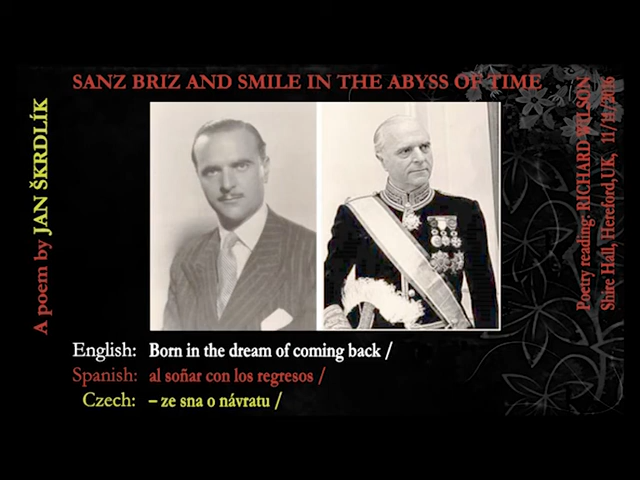 SANZ BRIZ AND SMILE IN THE ABYSS OF TIME
A poem by JAN ŠKRDLÍK
Poetry reading: RICHARD WILSON
Shire Hall, Hereford,UK, 11/11/2016
English: Born in the dream of coming back /
Spanish: al soñar con los regresos /
Czech: – ze sna o návratu /